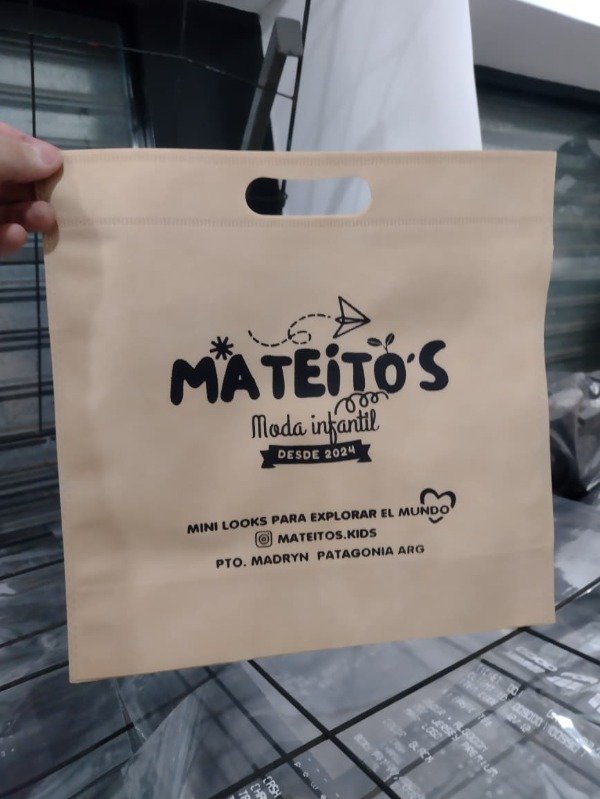 MATEITO'S
Moda infantil
DESDE 2024
MINI LOOKS PARA EXPLORAR EL MUNDO
MATEITOS.KIDS
PTO. MADRYN PATAGONIA ARG